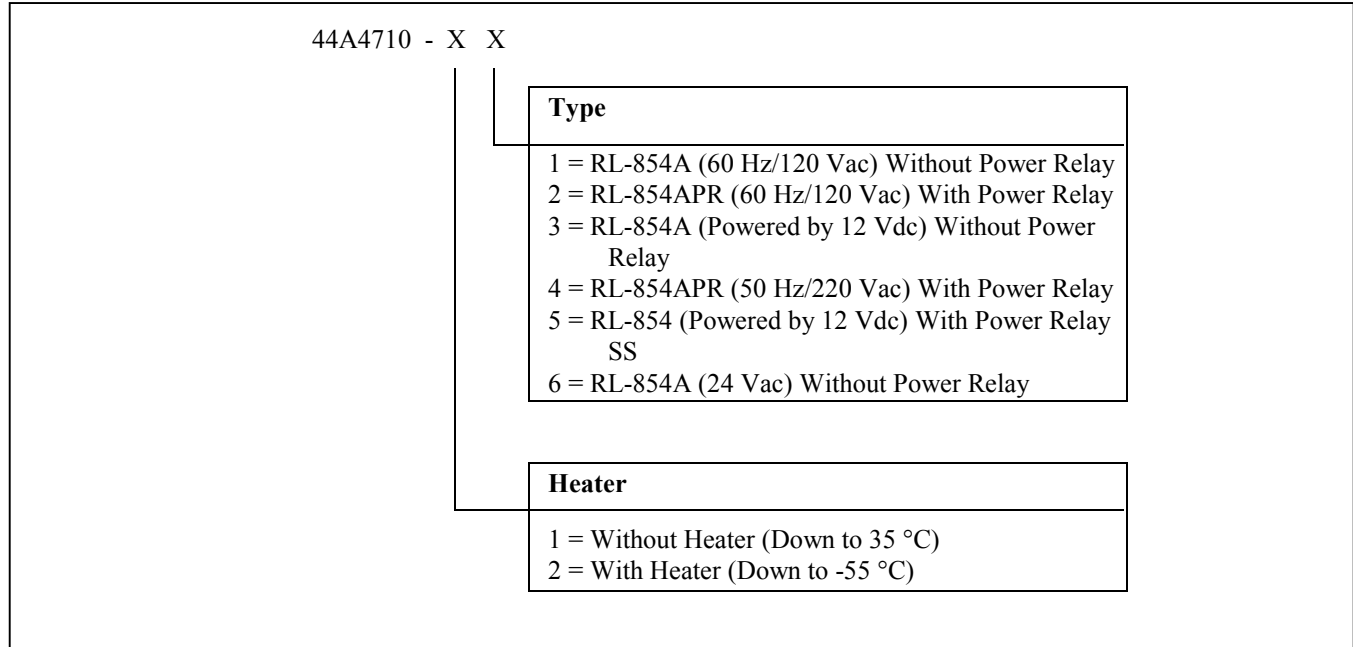 44A4710 - X X
Type
1 = RL-854A (60 Hz/120 Vac) Without Power Relay
2 = RL-854APR (60 Hz/120 Vac) With Power Relay
3 = RL-854A (Powered by 12 Vdc) Without Power
Relay
4 = RL-854APR (50 Hz/220 Vac) With Power Relay
5 = RL-854 (Powered by 12 Vdc) With Power Relay
SS
6 = RL-854A (24 Vac) Without Power Relay
Heater
1 = Without Heater (Down to 35 °C)
2 = With Heater (Down to -55 °C)